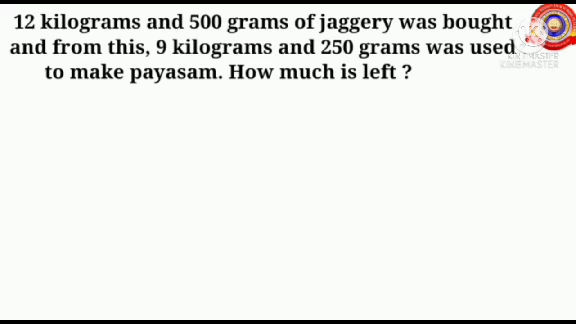 12 kilograms and 500 grams of jaggery was bought
and from this, 9 kilograms and 250 grams was used
to make payasam. How much is left ?
KINEMASTER